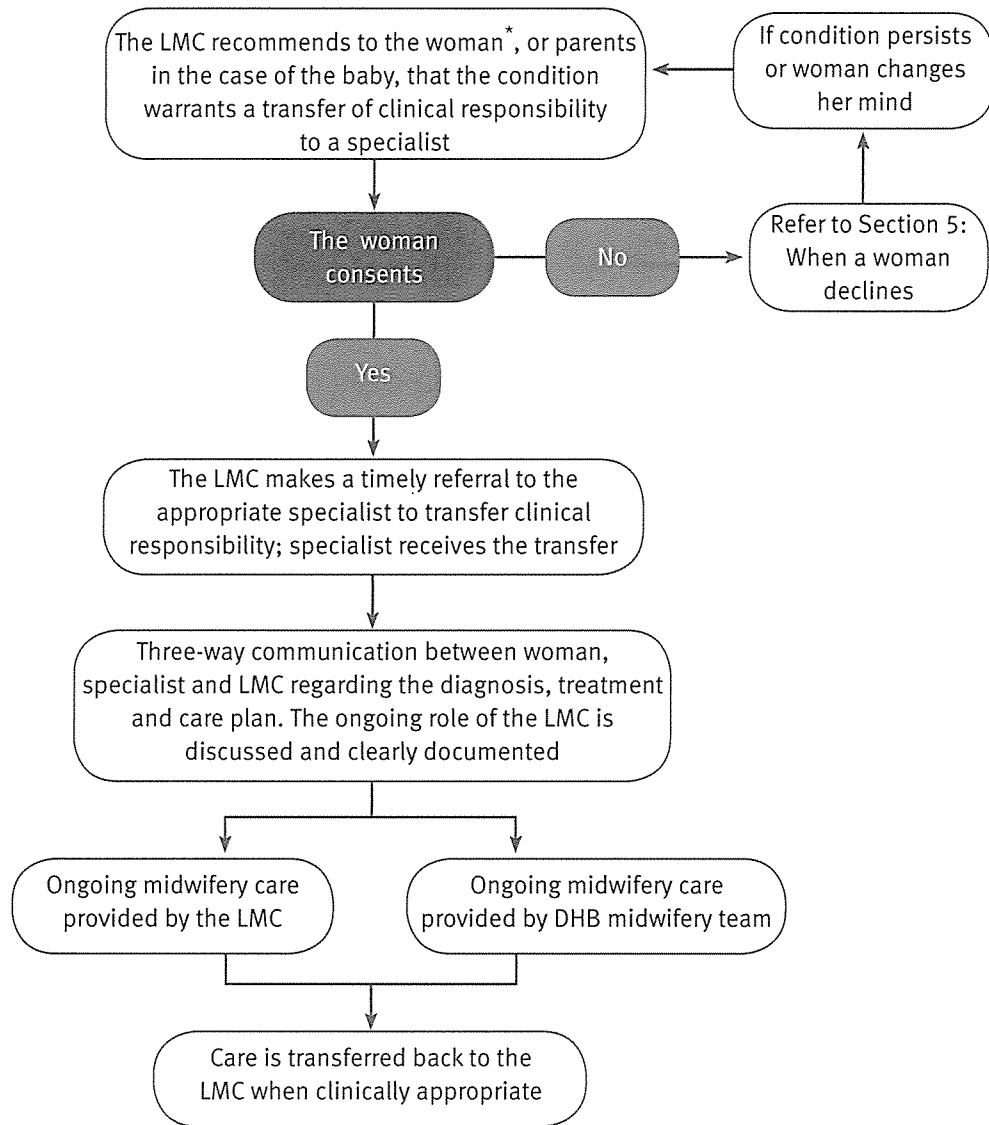 The LMC recommends to the woman*, or parents
in the case of the baby, that the condition
warrants a transfer of clinical responsibility
to a specialist
If condition persists
or woman changes
her mind
The woman
consents
No
Refer to Section 5:
When a woman
declines
Yes
The LMC makes a timely referral to the
appropriate specialist to transfer clinical
responsibility; specialist receives the transfer
Three-way communication between woman,
specialist and LMC regarding the diagnosis, treatment
and care plan. The ongoing role of the LMC is
discussed and clearly documented
Ongoing midwifery care
provided by the LMC
Ongoing midwifery care
provided by DHB midwifery team
Care is transferred back to the
LMC when clinically appropriate